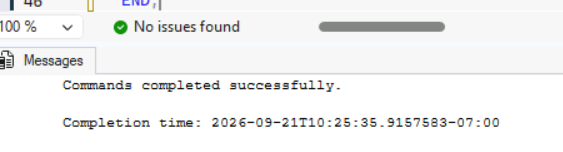 46 END;
100 % No issues found
Messages
Commands completed successfully.
Completion time: 2026-09-21T10:25:35.9157583-07:00